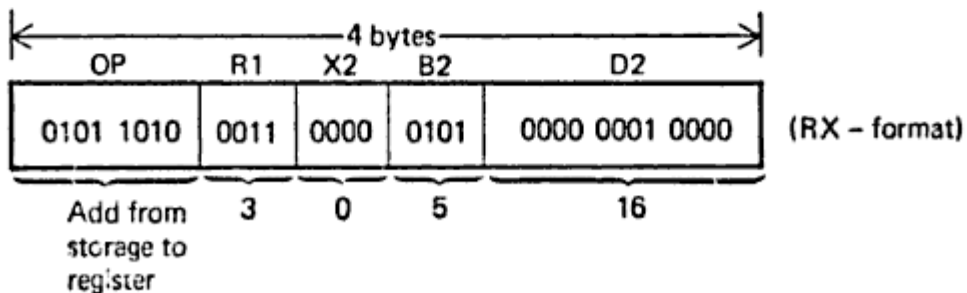 4 bytes
OP R1 X2 B2 D2
0101 1010 0011 0000 0101 0000 0001 0000 (RX – format)
Add from 3 0 5 16
storage to
register